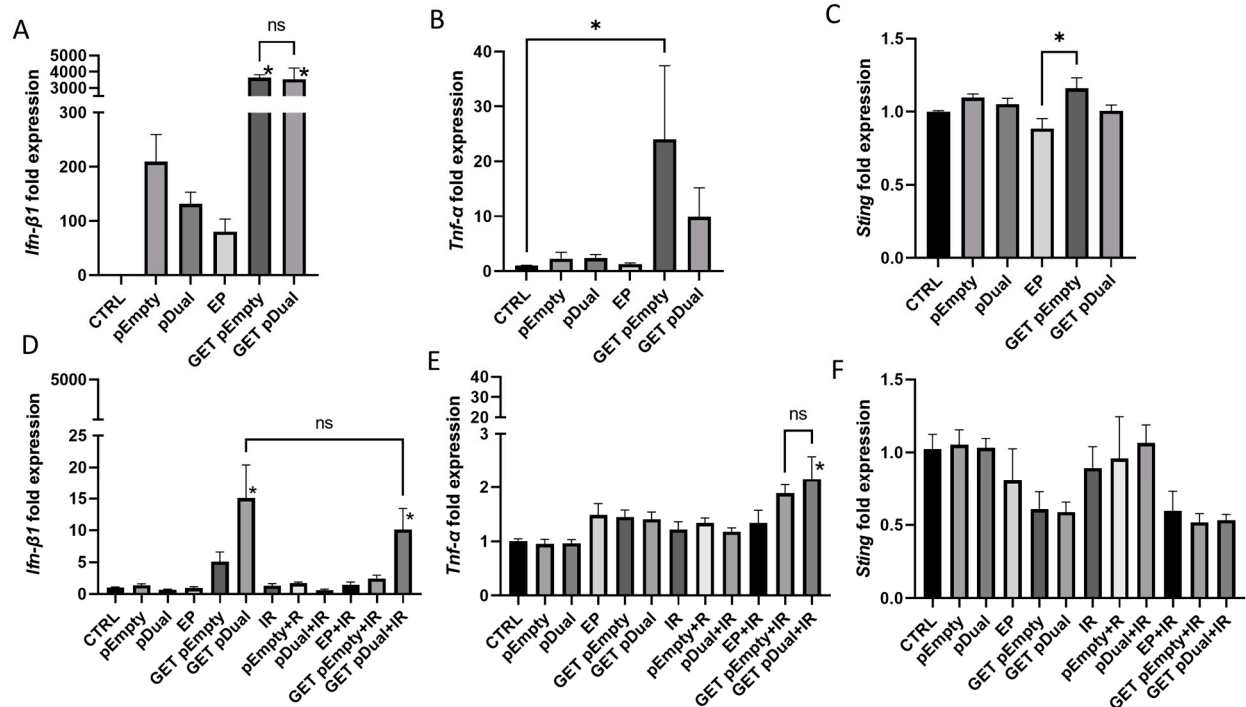 A
Ifn-β1 fold expression
5000
4000
3000
300
200
100
0
ns
*
*
CTRL
pEmpty
pDual
EP
GET pEmpty
GET pDual
B
Tnf-α fold expression
40
30
20
10
0
*
CTRL
pEmpty
pDual
EP
GET pEmpty
GET pDual
C
Sting fold expression
1.5
1.0
0.5
0.0
*
CTRL
pEmpty
pDual
EP
GET pEmpty
GET pDual
D
Ifn-β1 fold expression
5000
25
20
15
10
5
0
ns
*
*
CTRL
pEmpty
pDual
EP
GET pEmpty
GET pDual
IR
pEmpty+R
pDual+IR
EP+IR
GET pEmpty+IR
GET pDual+IR
E
Tnf-α fold expression
40
30
20
3
2
1
0
ns
*
CTRL
pEmpty
pDual
EP
GET pEmpty
GET pDual
IR
pEmpty+R
pDual+IR
EP+IR
GET pEmpty+IR
GET pDual+IR
F
Sting fold expression
1.5
1.0
0.5
0.0
CTRL
pEmpty
pDual
EP
GET pEmpty
GET pDual
IR
pEmpty+R
pDual+IR
EP+IR
GET pEmpty+IR
GET pDual+IR